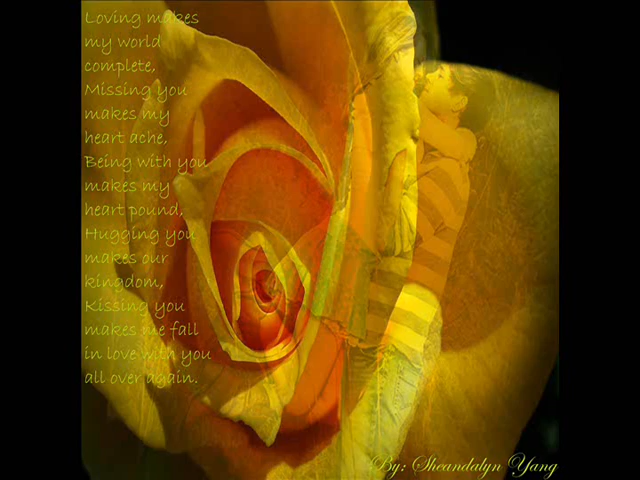 Loving makes
my world
complete,
Missing you
makes my
heart ache,
Being with you
makes my
heart pound,
Hugging you
makes our
kingdom,
Kissing you
makes me fall
in love with you
all over again.
By: Sheandalyn Yang